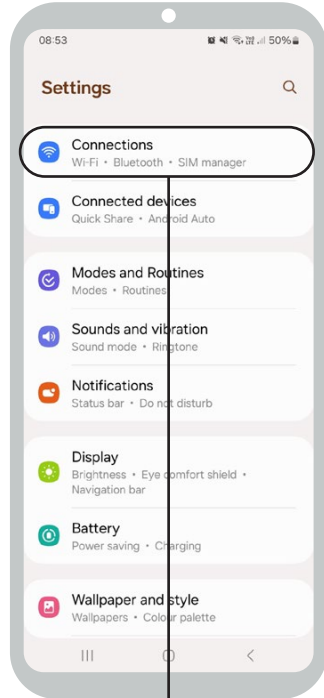 08:53 50%
Settings
Connections
Wi-Fi • Bluetooth • SIM manager
Connected devices
Quick Share • Android Auto
Modes and Routines
Modes • Routines
Sounds and vibration
Sound mode • Ringtone
Notifications
Status bar • Do not disturb
Display
Brightness • Eye comfort shield •
Navigation bar
Battery
Power saving • Charging
Wallpaper and style
Wallpapers • Colour palette